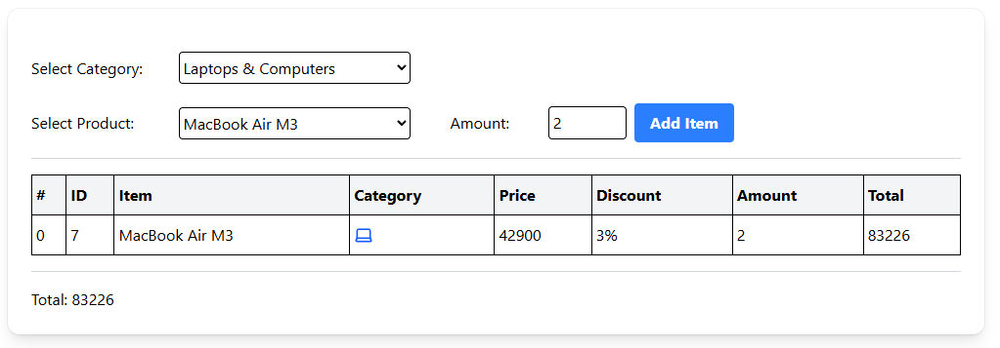 Select Category: Laptops & Computers
Select Product: MacBook Air M3 Amount: 2 Add Item
# ID Item Category Price Discount Amount Total
0 7 MacBook Air M3 42900 3% 2 83226
Total: 83226